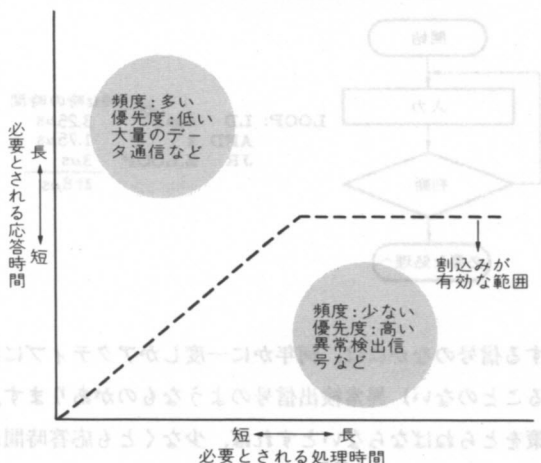 頻度：多い
優先度：低い
大量のデー
タ通信など
必要とされる応答時間
長
短
割込みが
有効な範囲
頻度：少ない
優先度：高い
異常検出信
号など
短 長
必要とされる処理時間